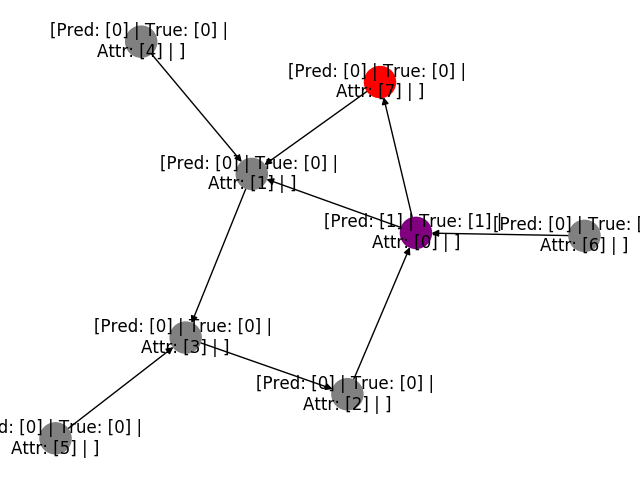 [Pred: [0] | True: [0] |
Attr: [4] | ]
[Pred: [0] | True: [0] |
Attr: [7] | ]
[Pred: [0] | True: [0] |
Attr: [1] | ]
[Pred: [1] | True: [1] |
Attr: [0] | ]
[Pred: [0] | True: [
Attr: [6] | ]
[Pred: [0] | True: [0] |
Attr: [3] | ]
[Pred: [0] | True: [0] |
Attr: [2] | ]
d: [0] | True: [0] |
Attr: [5] | ]